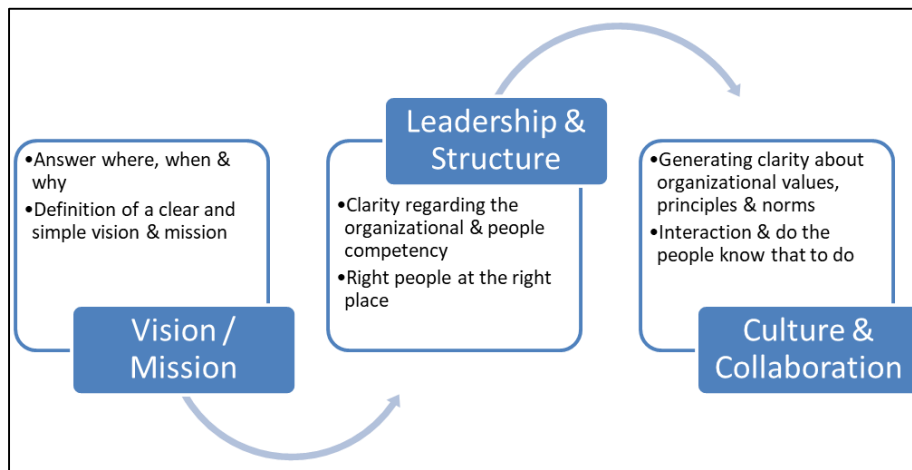 •Answer where, when &
why
•Definition of a clear and
simple vision & mission
Vision /
Mission
Leadership &
Structure
•Clarity regarding the
organizational & people
competency
•Right people at the right
place
•Generating clarity about
organizational values,
principles & norms
•Interaction & do the
people know that to do
Culture &
Collaboration